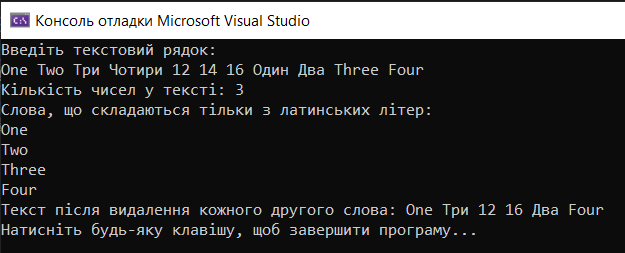 Консоль отладки Microsoft Visual Studio
Введіть текстовий рядок:
One Two Три Чотири 12 14 16 Один Два Three Four
Кількість чисел у тексті: 3
Слова, що складаються тільки з латинських літер:
One
Two
Three
Four
Текст після видалення кожного другого слова: One Три 12 16 Два Four
Натисніть будь-яку клавішу, щоб завершити програму...